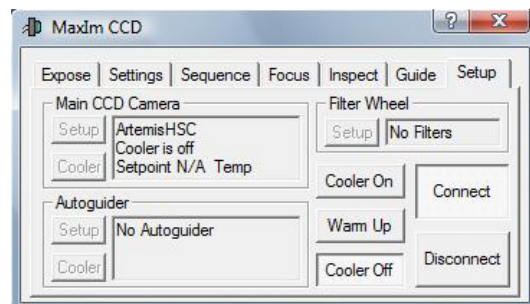 MaxIm CCD
Expose Settings Sequence Focus Inspect Guide Setup
Main CCD Camera
Setup
Cooler
ArtemisHSC
Cooler is off
Setpoint N/A Temp
Filter Wheel
Setup
No Filters
Autoguider
Setup
Cooler
No Autoguider
Cooler On
Warm Up
Cooler Off
Connect
Disconnect